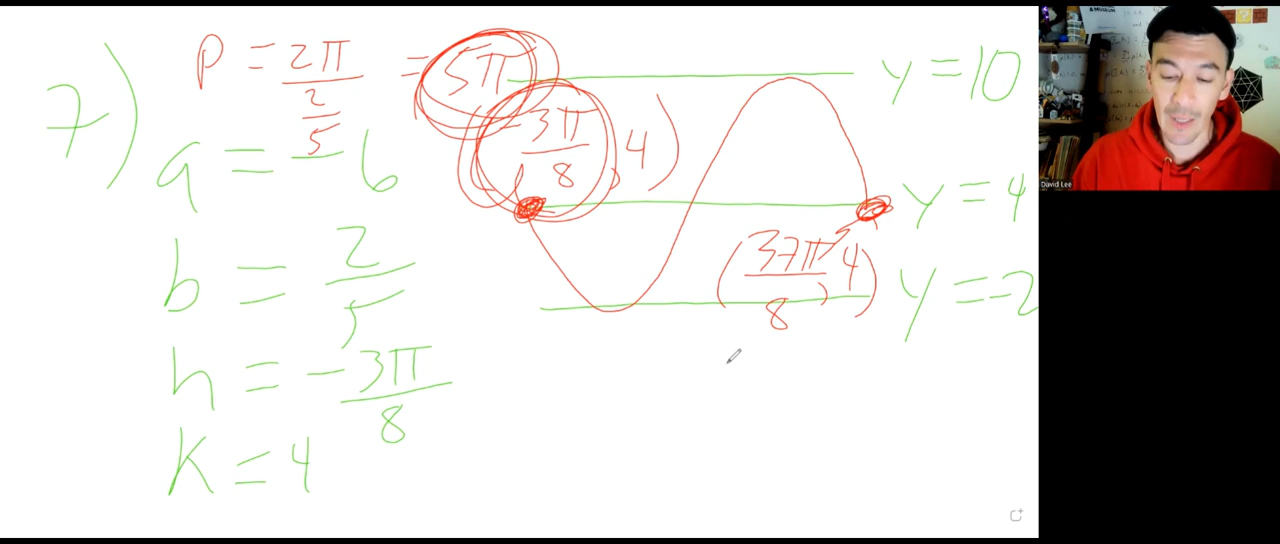 7)
P = 2π / (2/5) = 5π
a = -6
b = 2/5
h = -3π/8
K = 4
(-3π/8, 4)
(37π/8, 4)
y = 10
y = 4
y = -2
David Lee
& MUSEUM